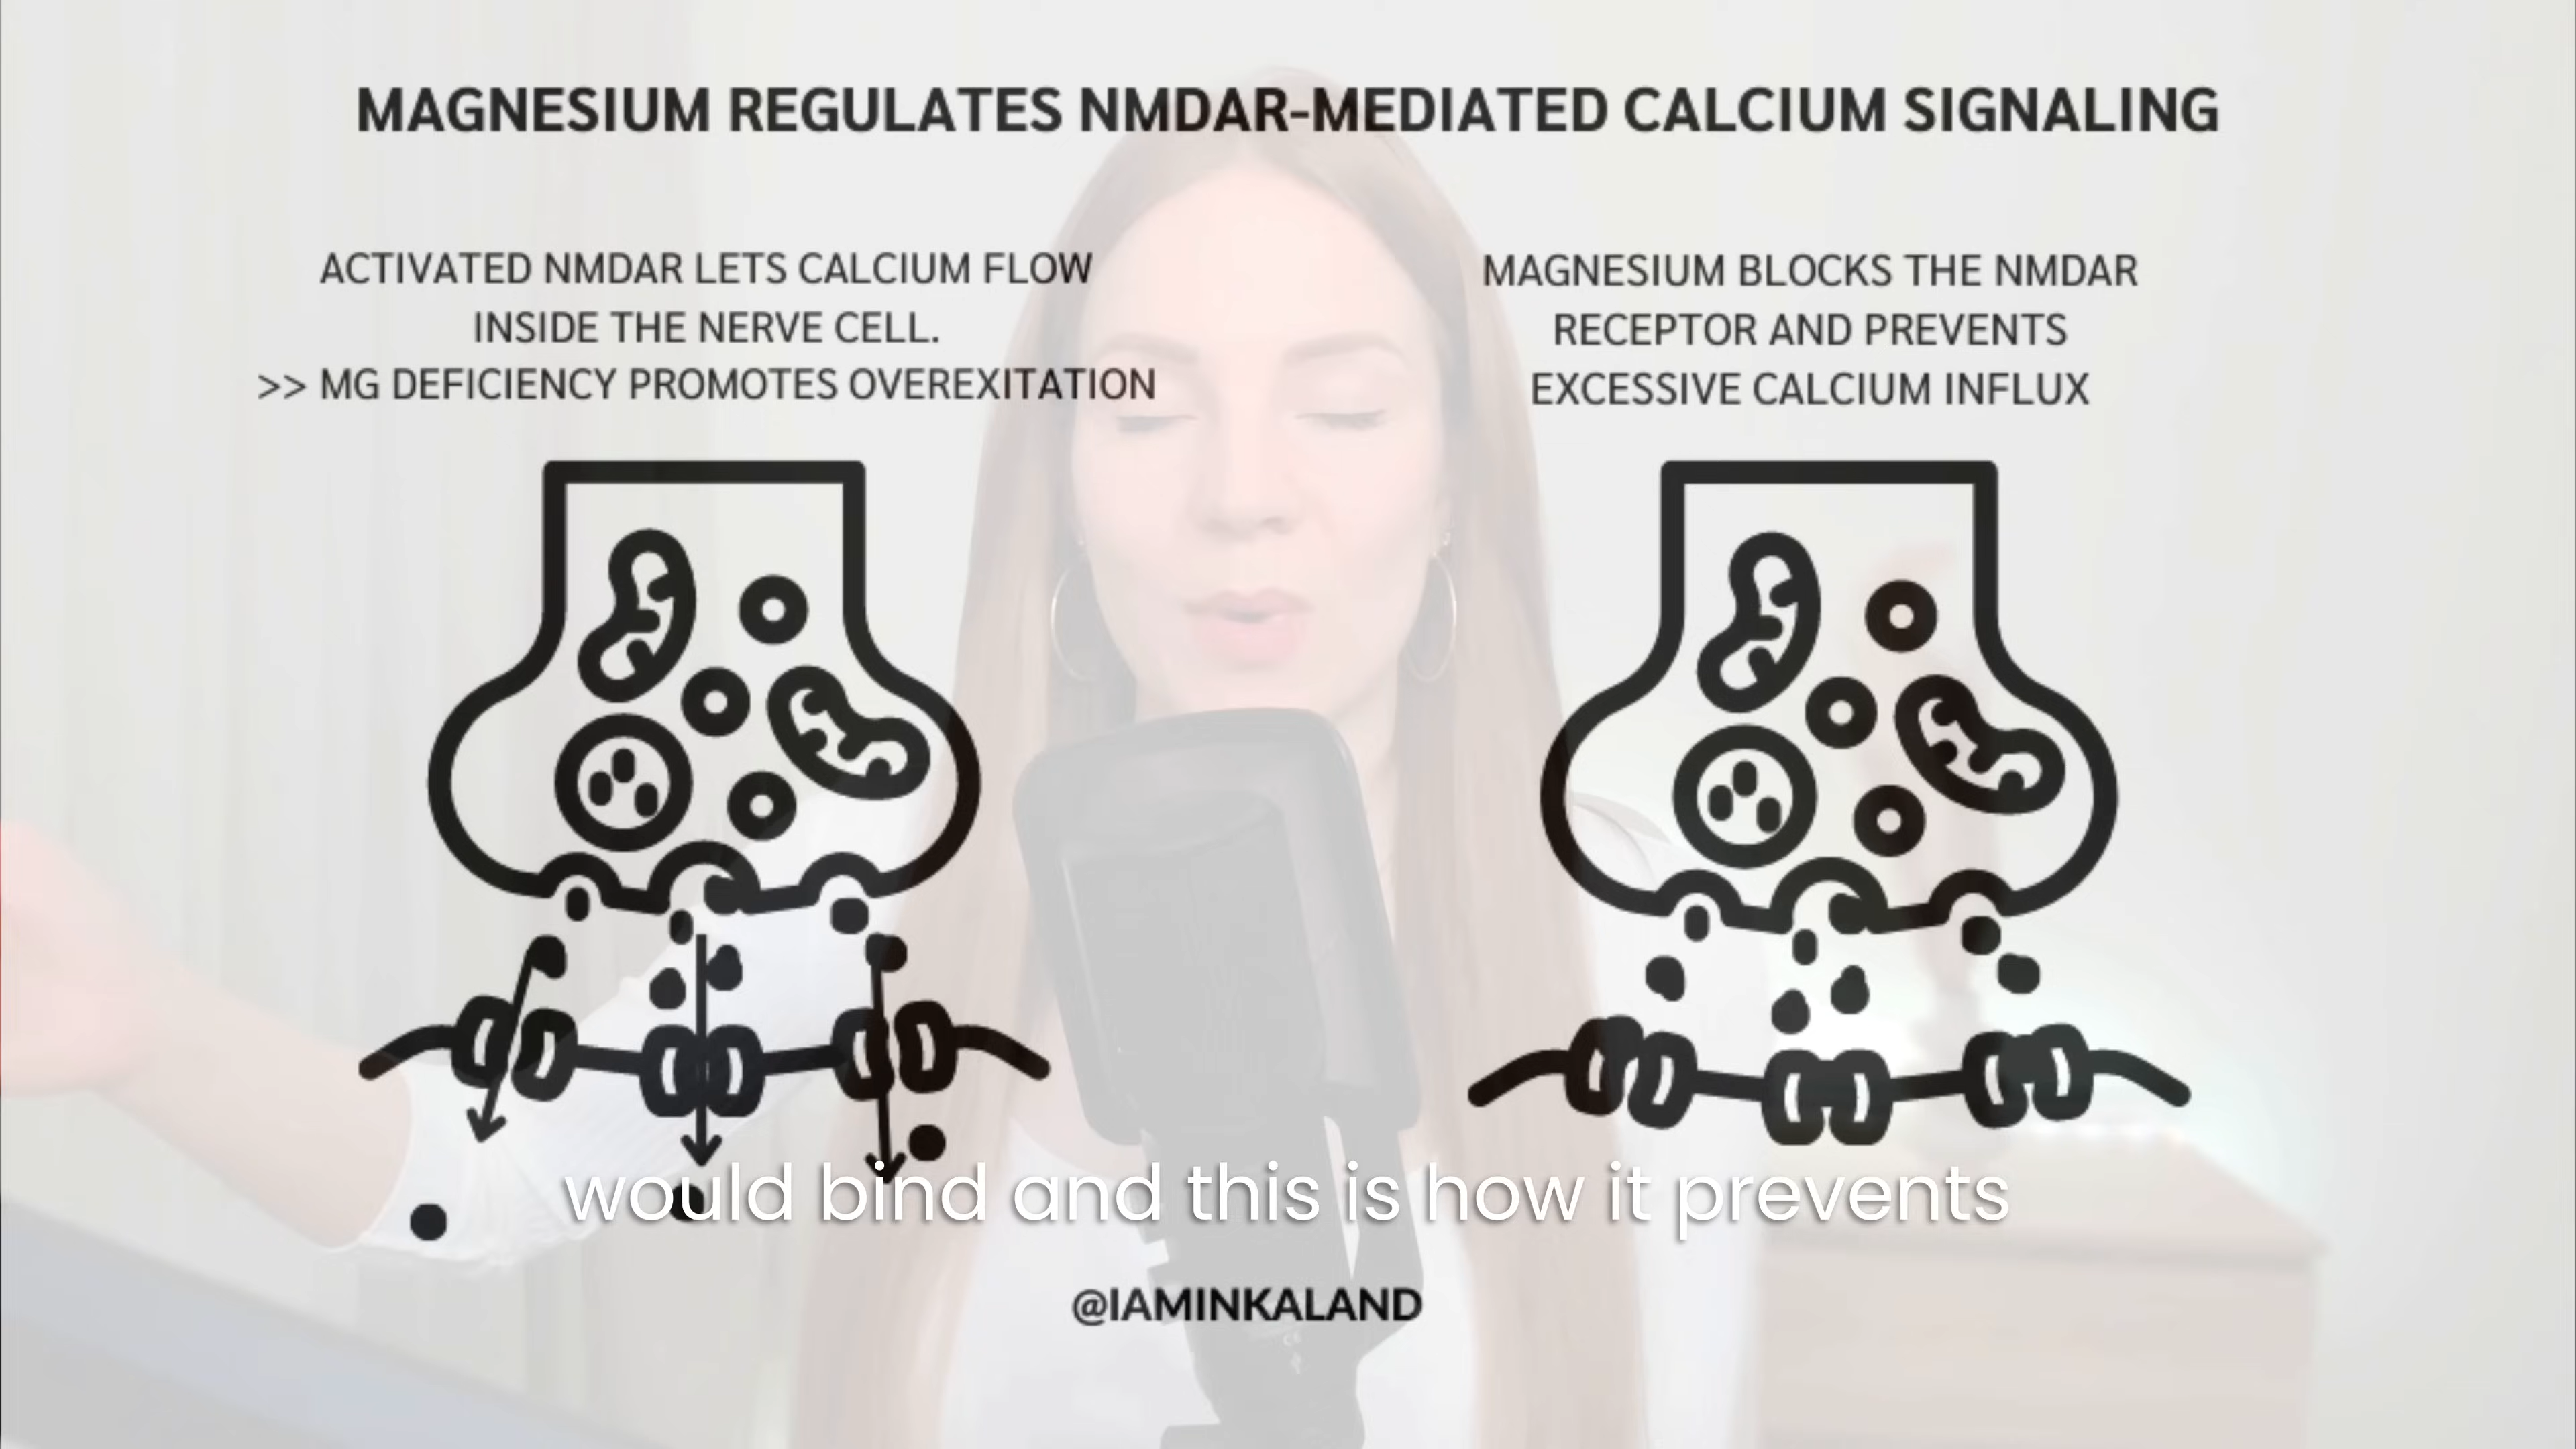 MAGNESIUM REGULATES NMDAR-MEDIATED CALCIUM SIGNALING
ACTIVATED NMDAR LETS CALCIUM FLOW
INSIDE THE NERVE CELL.
>> MG DEFICIENCY PROMOTES OVEREXITATION
MAGNESIUM BLOCKS THE NMDAR
RECEPTOR AND PREVENTS
EXCESSIVE CALCIUM INFLUX
would bind and this is how it prevents
@IAMINKALAND